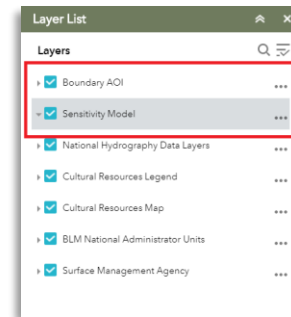 Layer List
Layers
Boundary AOI
Sensitivity Model
National Hydrography Data Layers
Cultural Resources Legend
Cultural Resources Map
BLM National Administrator Units
Surface Management Agency